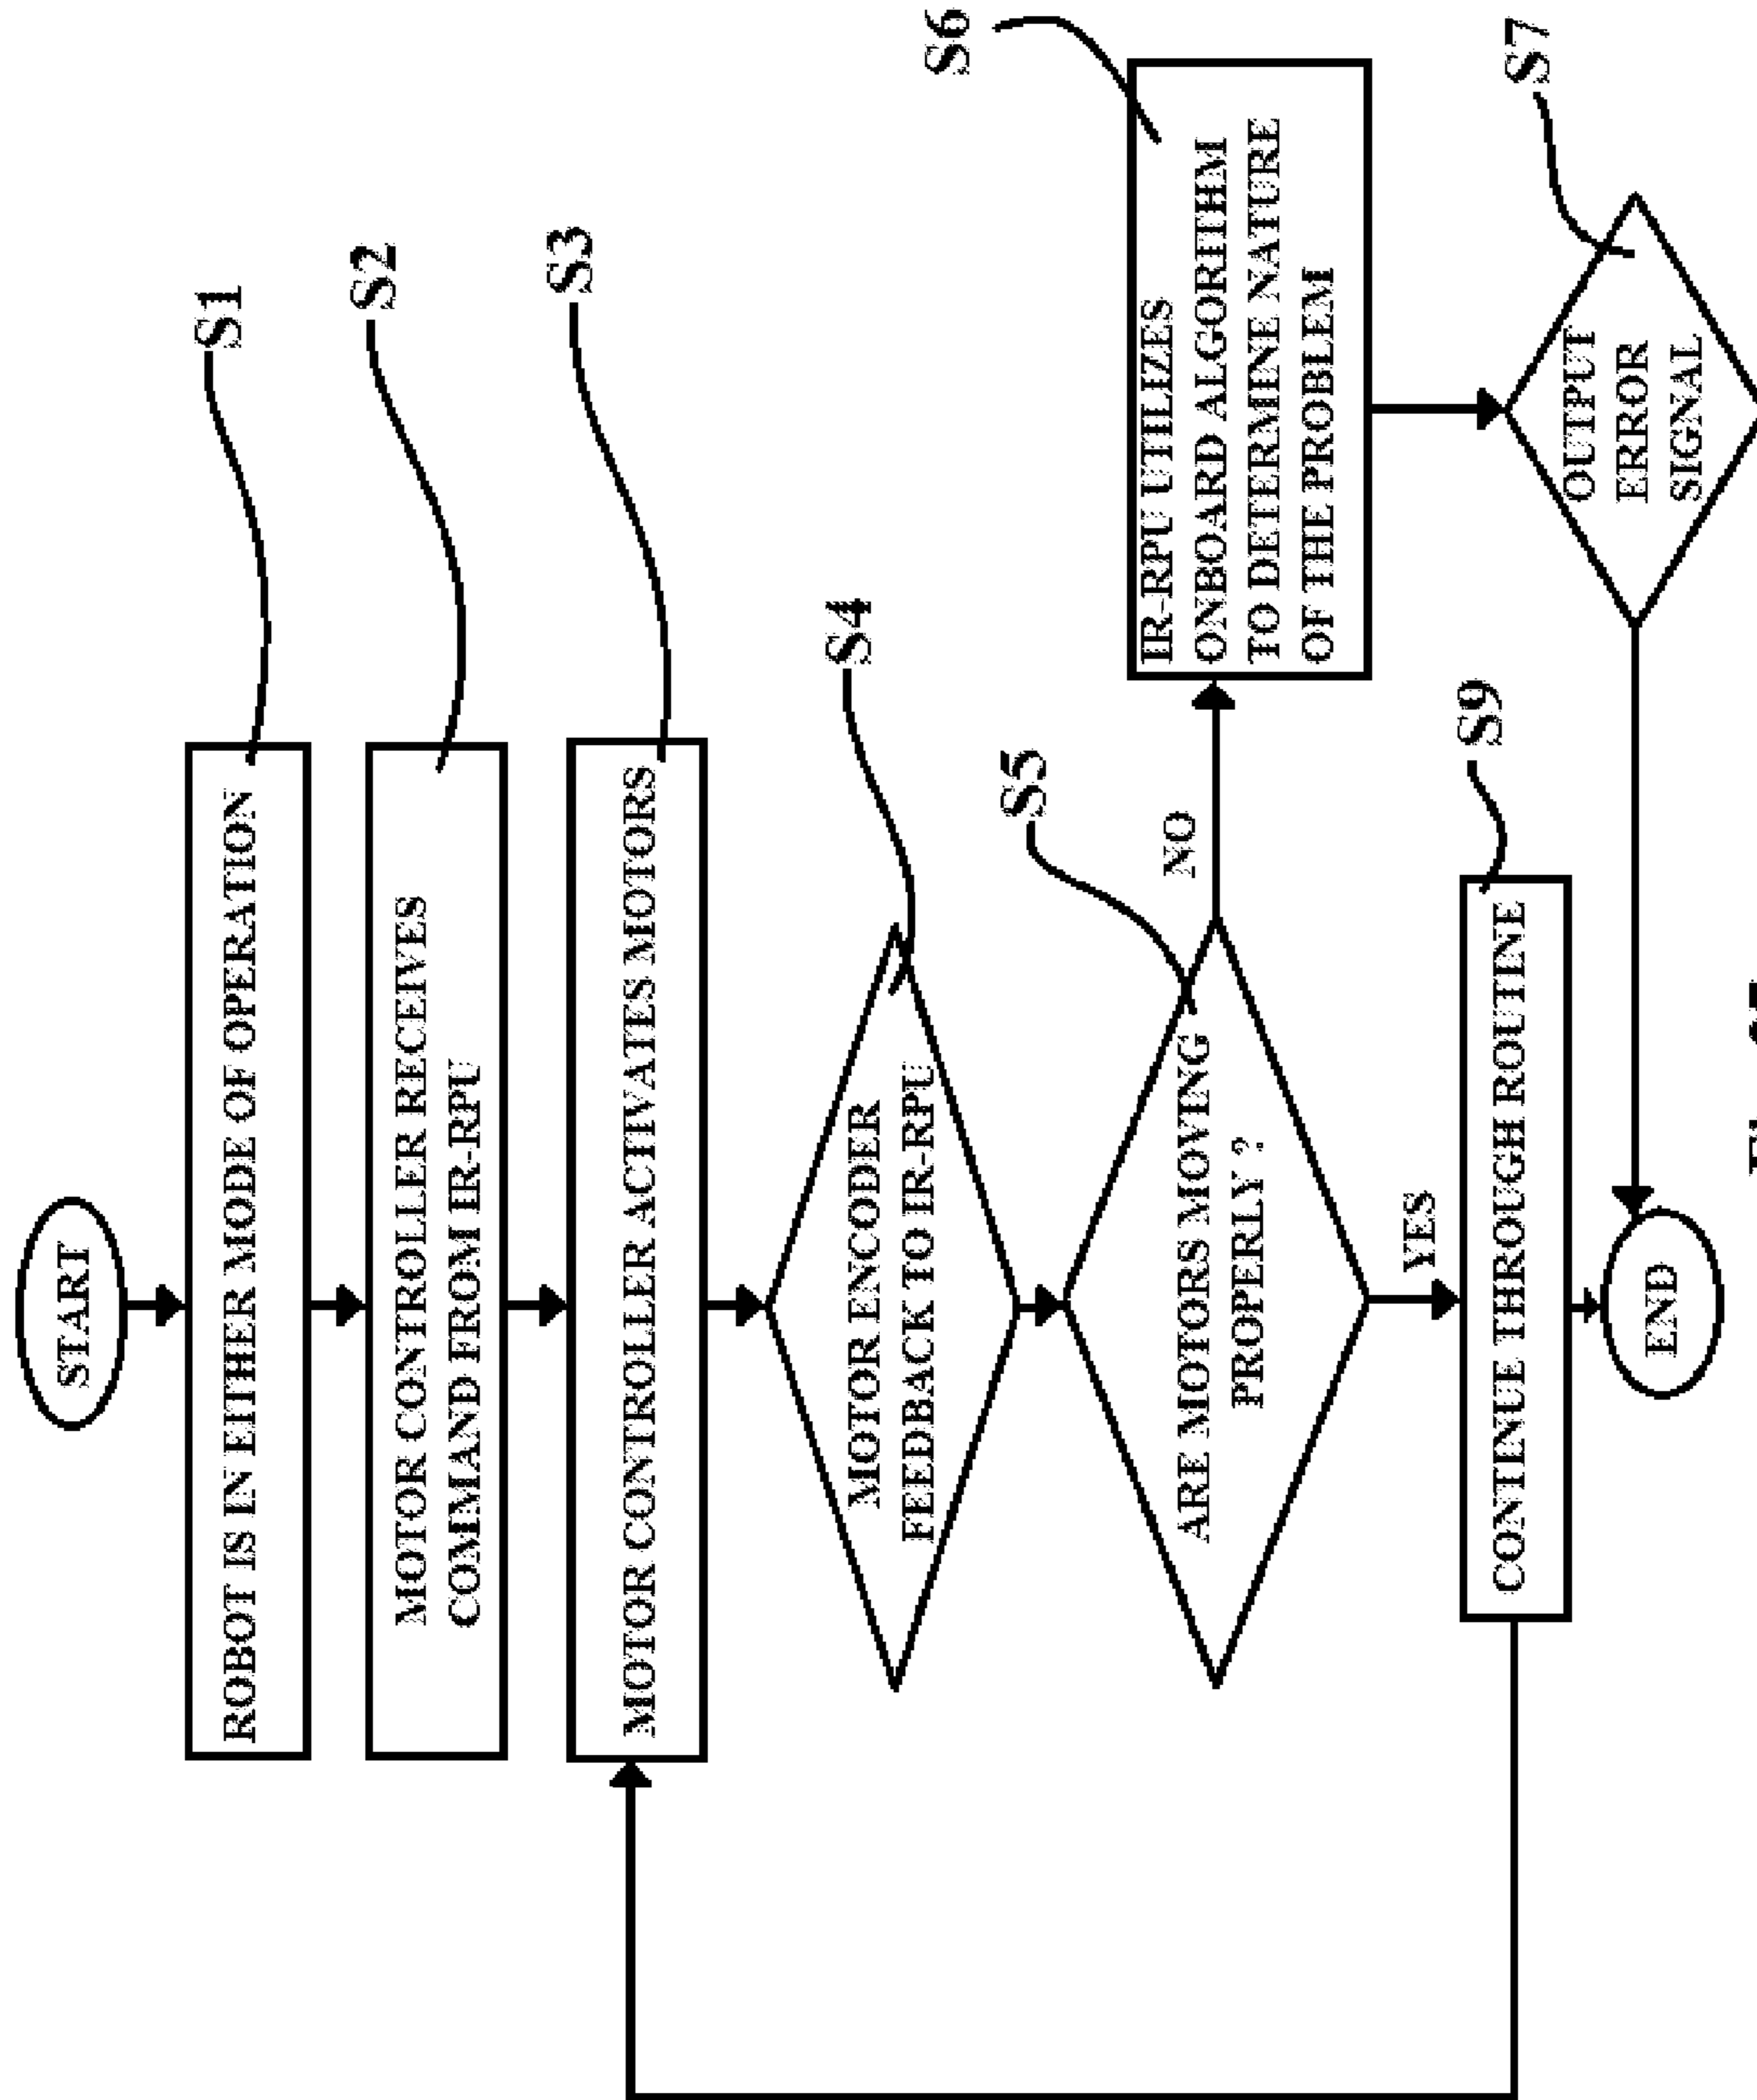 START
ROBOT IS IN EITHER MODE OF OPERATION
S1
MOTOR CONTROLLER RECEIVES
COMMAND FROM IR-RPU
S2
MOTOR CONTROLLER ACTIVATES MOTORS
S3
MOTOR ENCODER
FEEDBACK TO IR-RPU
S4
ARE MOTORS MOVING
PROPERLY ?
S5
NO
IR-RPU UTILIZES
ONBOARD ALGORITHM
TO DETERMINE NATURE
OF THE PROBLEM
S6
OUTPUT
ERROR
SIGNAL
S7
YES
CONTINUE THROUGH ROUTINE
S9
END